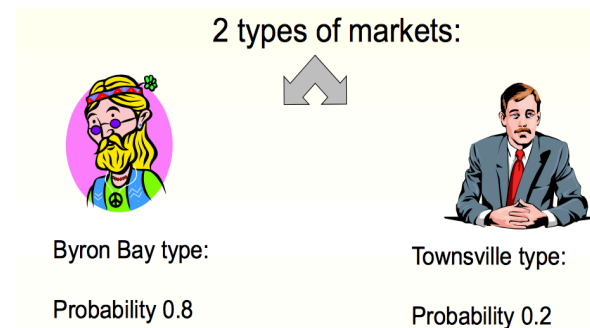 2 types of markets:
Byron Bay type:
Probability 0.8
Townsville type:
Probability 0.2